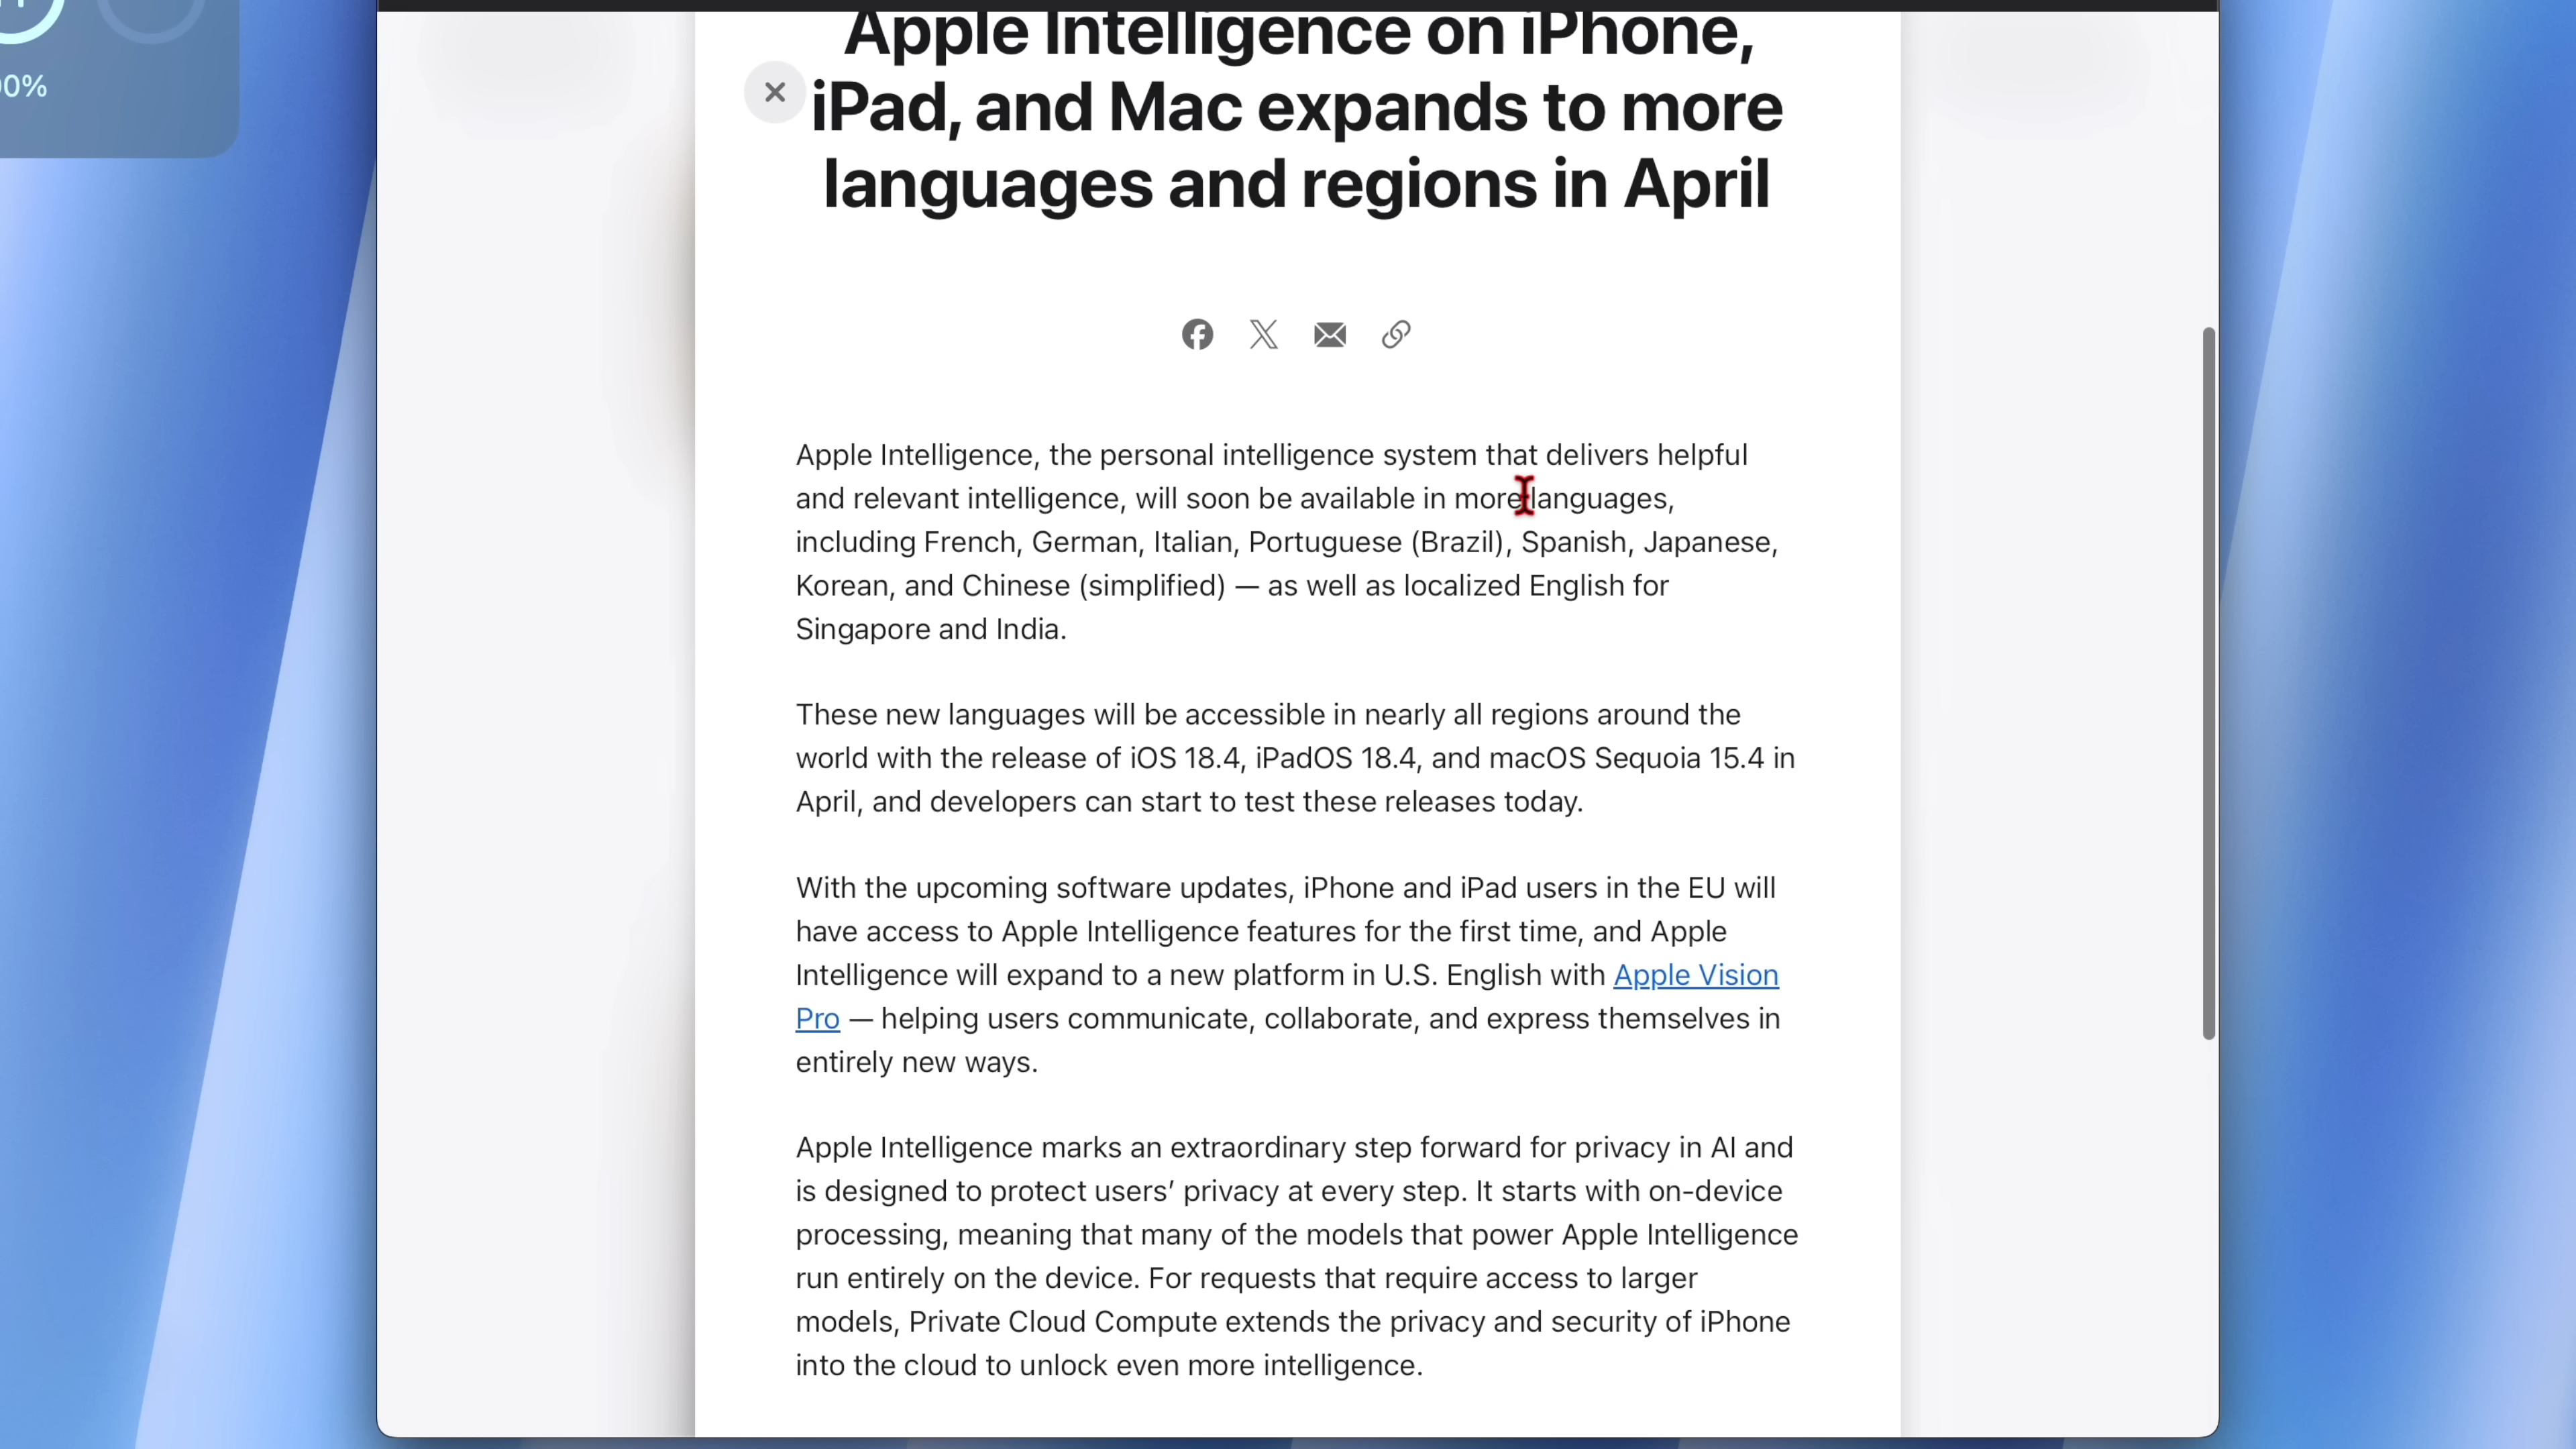 Apple Intelligence on iPhone,
iPad, and Mac expands to more
languages and regions in April
Apple Intelligence, the personal intelligence system that delivers helpful
and relevant intelligence, will soon be available in more languages,
including French, German, Italian, Portuguese (Brazil), Spanish, Japanese,
Korean, and Chinese (simplified) — as well as localized English for
Singapore and India.
These new languages will be accessible in nearly all regions around the
world with the release of iOS 18.4, iPadOS 18.4, and macOS Sequoia 15.4 in
April, and developers can start to test these releases today.
With the upcoming software updates, iPhone and iPad users in the EU will
have access to Apple Intelligence features for the first time, and Apple
Intelligence will expand to a new platform in U.S. English with Apple Vision
Pro — helping users communicate, collaborate, and express themselves in
entirely new ways.
Apple Intelligence marks an extraordinary step forward for privacy in AI and
is designed to protect users’ privacy at every step. It starts with on-device
processing, meaning that many of the models that power Apple Intelligence
run entirely on the device. For requests that require access to larger
models, Private Cloud Compute extends the privacy and security of iPhone
into the cloud to unlock even more intelligence.